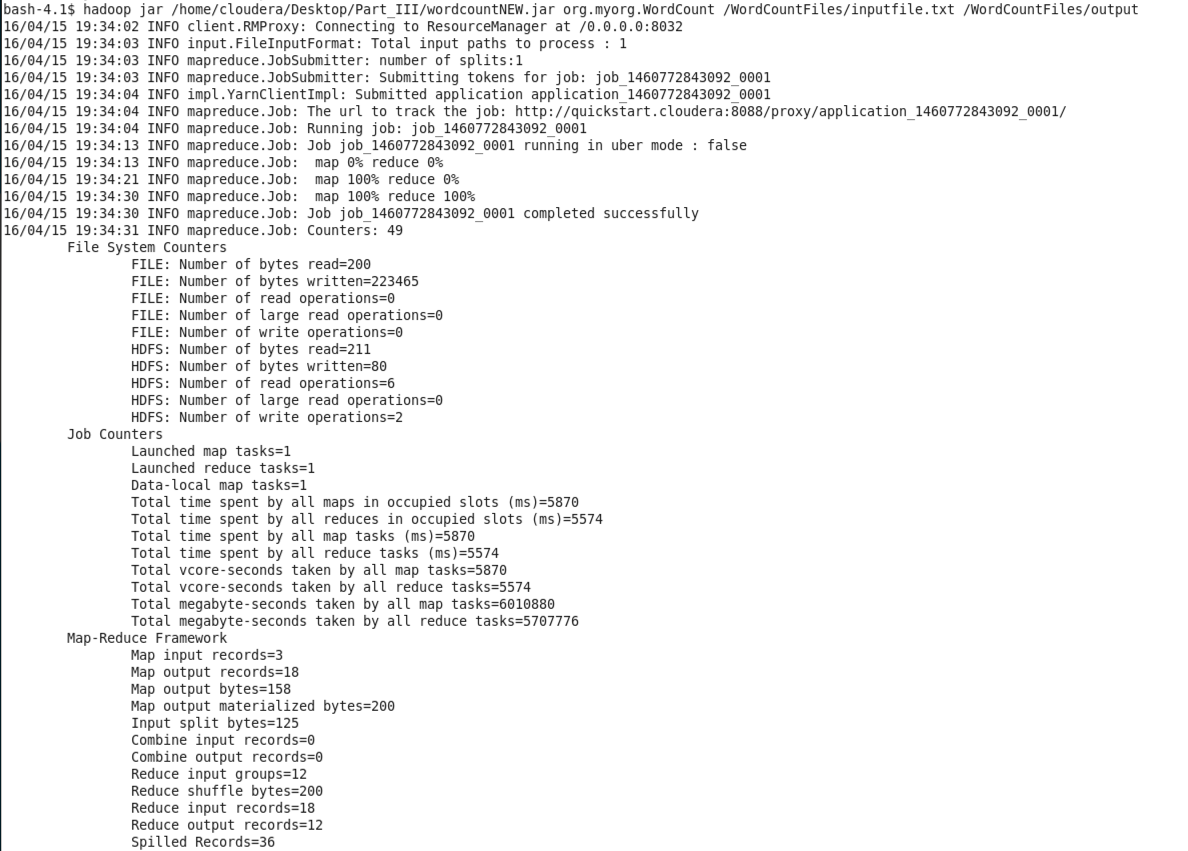 bash-4.1$ hadoop jar /home/cloudera/Desktop/Part_III/wordcountNEW.jar org.myorg.WordCount /WordCountFiles/inputfile.txt /WordCountFiles/output
16/04/15 19:34:02 INFO client.RMProxy: Connecting to ResourceManager at /0.0.0.0:8032
16/04/15 19:34:03 INFO input.FileInputFormat: Total input paths to process : 1
16/04/15 19:34:03 INFO mapreduce.JobSubmitter: number of splits:1
16/04/15 19:34:03 INFO mapreduce.JobSubmitter: Submitting tokens for job: job_1460772843092_0001
16/04/15 19:34:04 INFO impl.YarnClientImpl: Submitted application application_1460772843092_0001
16/04/15 19:34:04 INFO mapreduce.Job: The url to track the job: http://quickstart.cloudera:8088/proxy/application_1460772843092_0001/
16/04/15 19:34:04 INFO mapreduce.Job: Running job: job_1460772843092_0001
16/04/15 19:34:13 INFO mapreduce.Job: Job job_1460772843092_0001 running in uber mode : false
16/04/15 19:34:13 INFO mapreduce.Job:  map 0% reduce 0%
16/04/15 19:34:21 INFO mapreduce.Job:  map 100% reduce 0%
16/04/15 19:34:30 INFO mapreduce.Job:  map 100% reduce 100%
16/04/15 19:34:30 INFO mapreduce.Job: Job job_1460772843092_0001 completed successfully
16/04/15 19:34:31 INFO mapreduce.Job: Counters: 49
File System Counters
FILE: Number of bytes read=200
FILE: Number of bytes written=223465
FILE: Number of read operations=0
FILE: Number of large read operations=0
FILE: Number of write operations=0
HDFS: Number of bytes read=211
HDFS: Number of bytes written=80
HDFS: Number of read operations=6
HDFS: Number of large read operations=0
HDFS: Number of write operations=2
Job Counters
Launched map tasks=1
Launched reduce tasks=1
Data-local map tasks=1
Total time spent by all maps in occupied slots (ms)=5870
Total time spent by all reduces in occupied slots (ms)=5574
Total time spent by all map tasks (ms)=5870
Total time spent by all reduce tasks (ms)=5574
Total vcore-seconds taken by all map tasks=5870
Total vcore-seconds taken by all reduce tasks=5574
Total megabyte-seconds taken by all map tasks=6010880
Total megabyte-seconds taken by all reduce tasks=5707776
Map-Reduce Framework
Map input records=3
Map output records=18
Map output bytes=158
Map output materialized bytes=200
Input split bytes=125
Combine input records=0
Combine output records=0
Reduce input groups=12
Reduce shuffle bytes=200
Reduce input records=18
Reduce output records=12
Spilled Records=36